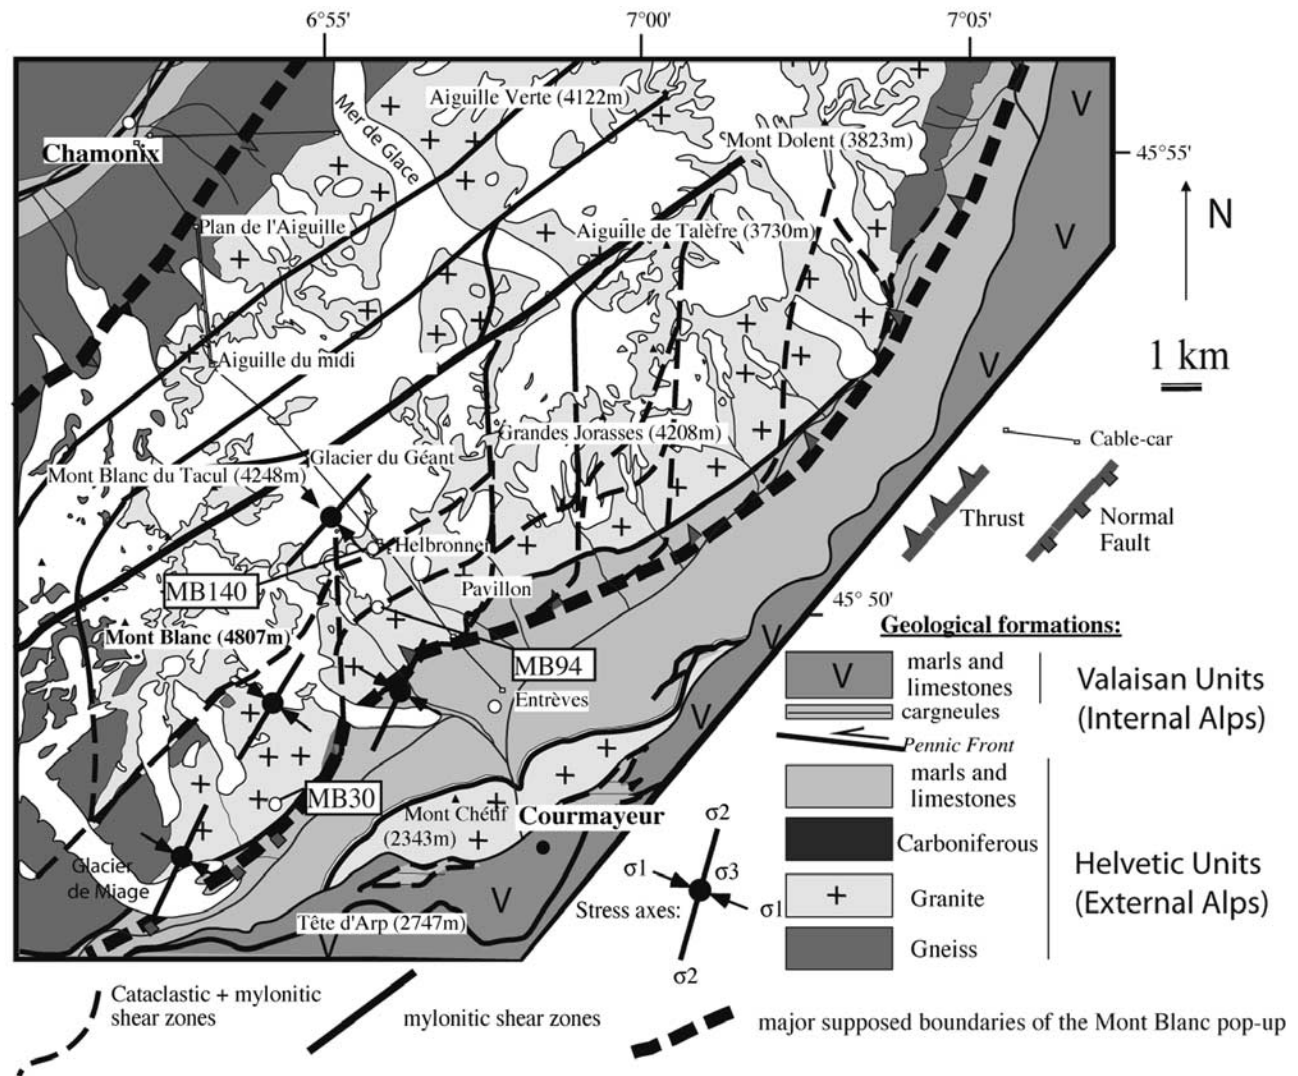 6°55'
7°00'
7°05'
Aiguille Verte (4122m)
Mer de Glace
Mont Dolent (3823m)
45°55'
Chamonix
N
Plan de l'Aiguille
Aiguille de Talèfre (3730m)
V
V
Aiguille du midi
V
1 km
Grandes Jorasses (4208m)
Cable-car
Glacier du Géant
Mont Blanc du Tacul (4248m)
Thrust
Normal
Fault
Helbronner
MB140
Pavillon
45° 50'
Geological formations:
Mont Blanc (4807m)
V
MB94
V
marls and
limestones
Valaisan Units
(Internal Alps)
Entrèves
V
cargneules
Pennic Front
MB30
marls and
limestones
Mont Chétif
(2343m)
Courmayeur
σ2
Carboniferous
Helvetic Units
(External Alps)
Glacier
de Miage
σ1
σ3
V
Stress axes:
σ1
Granite
Tête d'Arp (2747m)
V
Gneiss
σ2
Cataclastic + mylonitic
shear zones
mylonitic shear zones
major supposed boundaries of the Mont Blanc pop-up